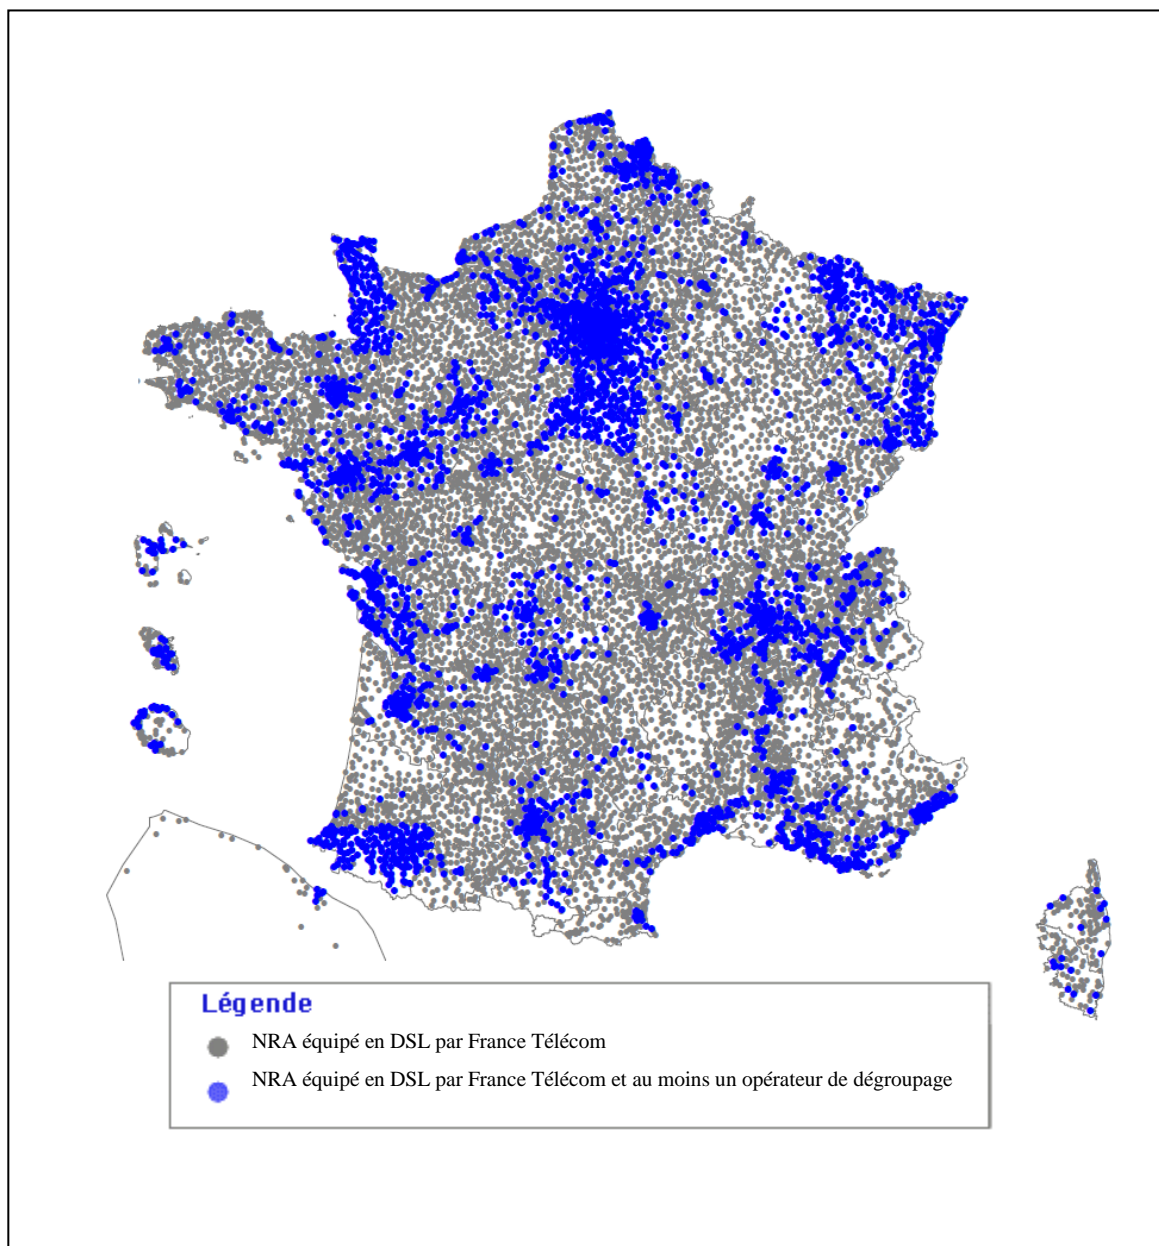 Légende
NRA équipé en DSL par France Télécom
NRA équipé en DSL par France Télécom et au moins un opérateur de dégroupage